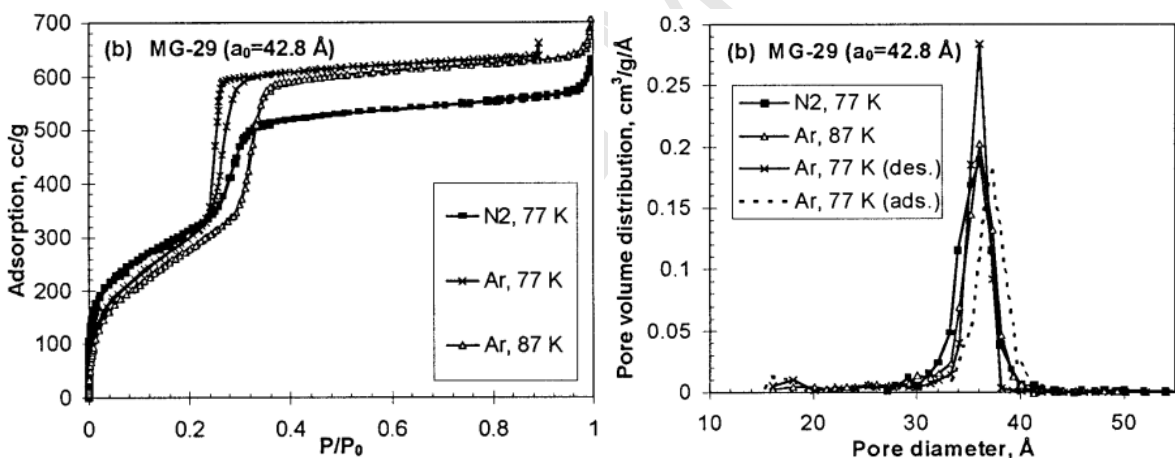 700
600
500
400
300
200
100
0
Adsorption, cc/g
(b) MG-29 (a₀=42.8 Å)
N2, 77 K
Ar, 77 K
Ar, 87 K
0 0.2 0.4 0.6 0.8 1
P/P₀
0.3
0.25
0.2
0.15
0.1
0.05
0
Pore volume distribution, cm³/g/Å
(b) MG-29 (a₀=42.8 Å)
N2, 77 K
Ar, 87 K
Ar, 77 K (des.)
Ar, 77 K (ads.)
10 20 30 40 50
Pore diameter, Å